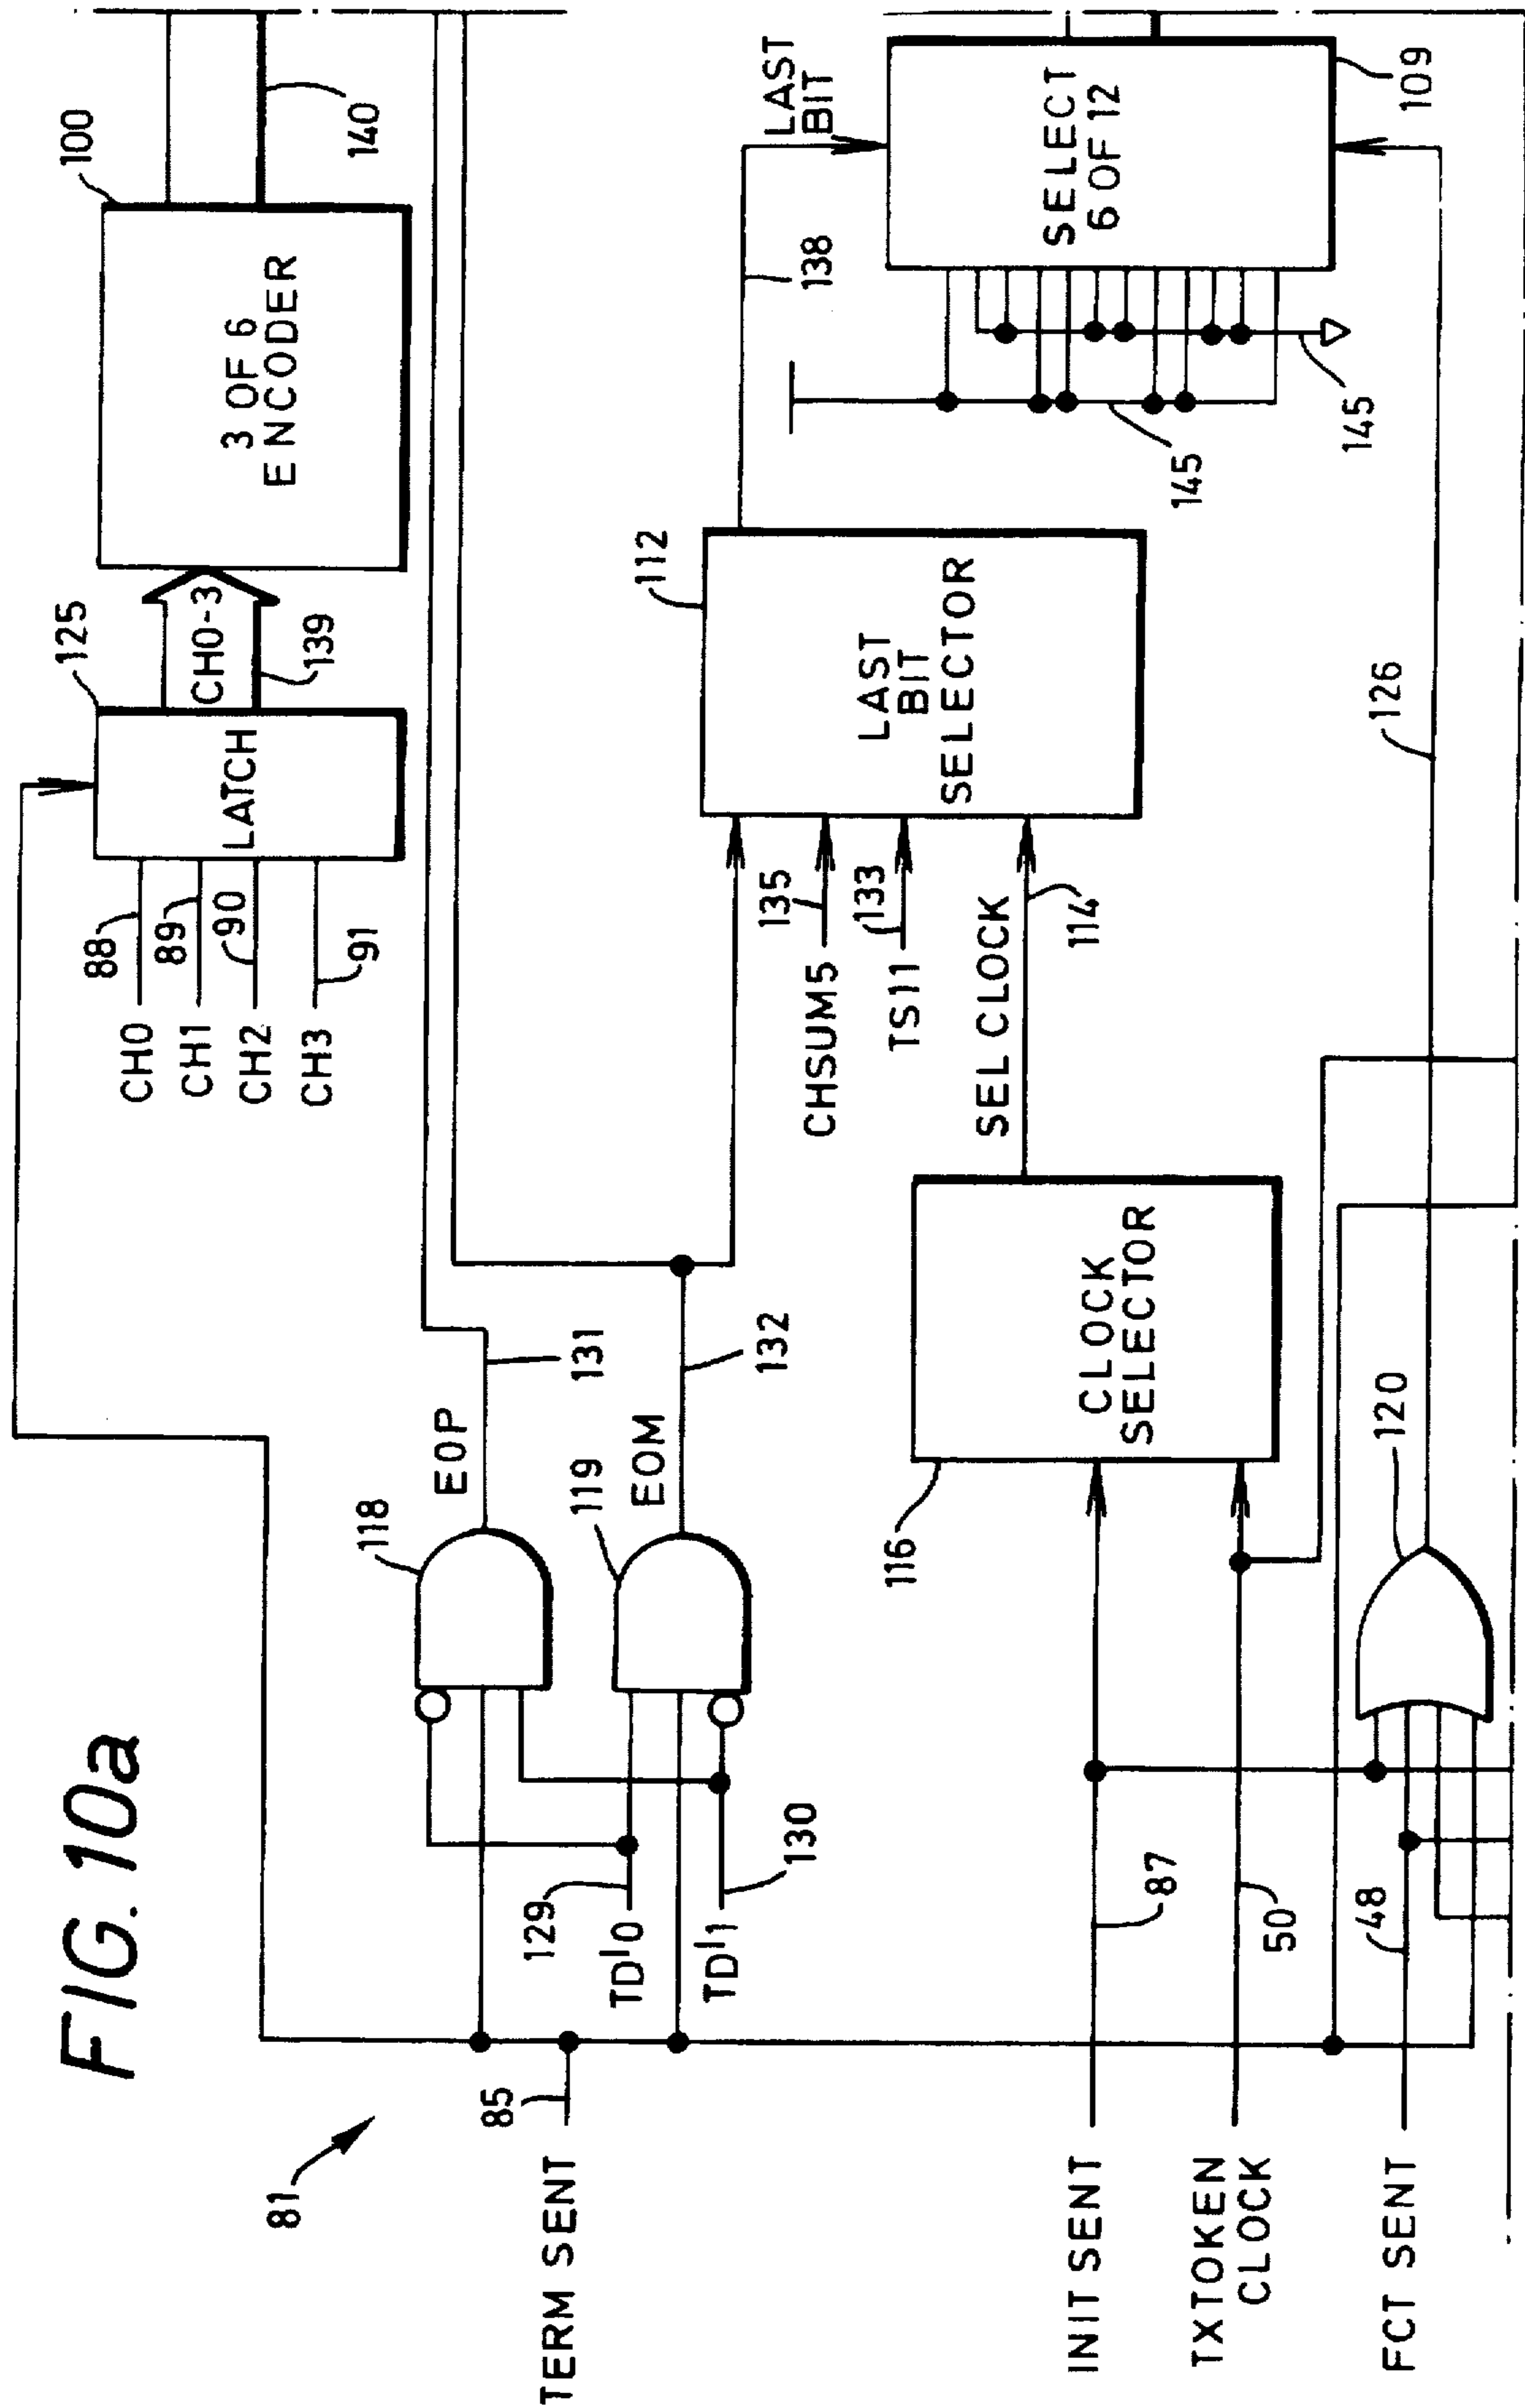 FIG. 10a
81
TERM SENT
85
TD'0
129
TD'1
130
118
EOP
131
119
EOM
132
CH0
88
CH1
89
CH2
90
CH3
91
LATCH
125
CH0-3
139
3 OF 6
ENCODER
100
140
INIT SENT
87
TXTOKEN
CLOCK
50
FCT SENT
48
116
CLOCK
SELECTOR
SEL CLOCK
114
CHSUM5
135
TS11
133
LAST
BIT
SELECTOR
112
138
LAST
BIT
SELECT
6 OF 12
109
145
145
120
126